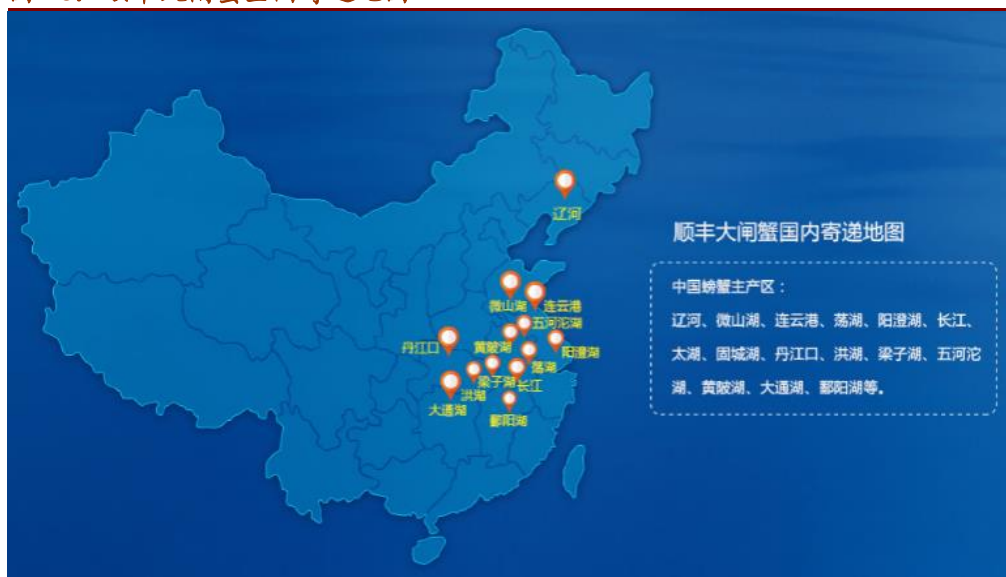 辽河
微山湖
连云港
五河沱湖
丹江口
黄陂湖
阳澄湖
荡湖
梁子湖
长江
洪湖
大通湖
鄱阳湖
顺丰大闸蟹国内寄递地图
中国螃蟹主产区：
辽河、微山湖、连云港、荡湖、阳澄湖、长江、
太湖、固城湖、丹江口、洪湖、梁子湖、五河沱
湖、黄陂湖、大通湖、鄱阳湖等。